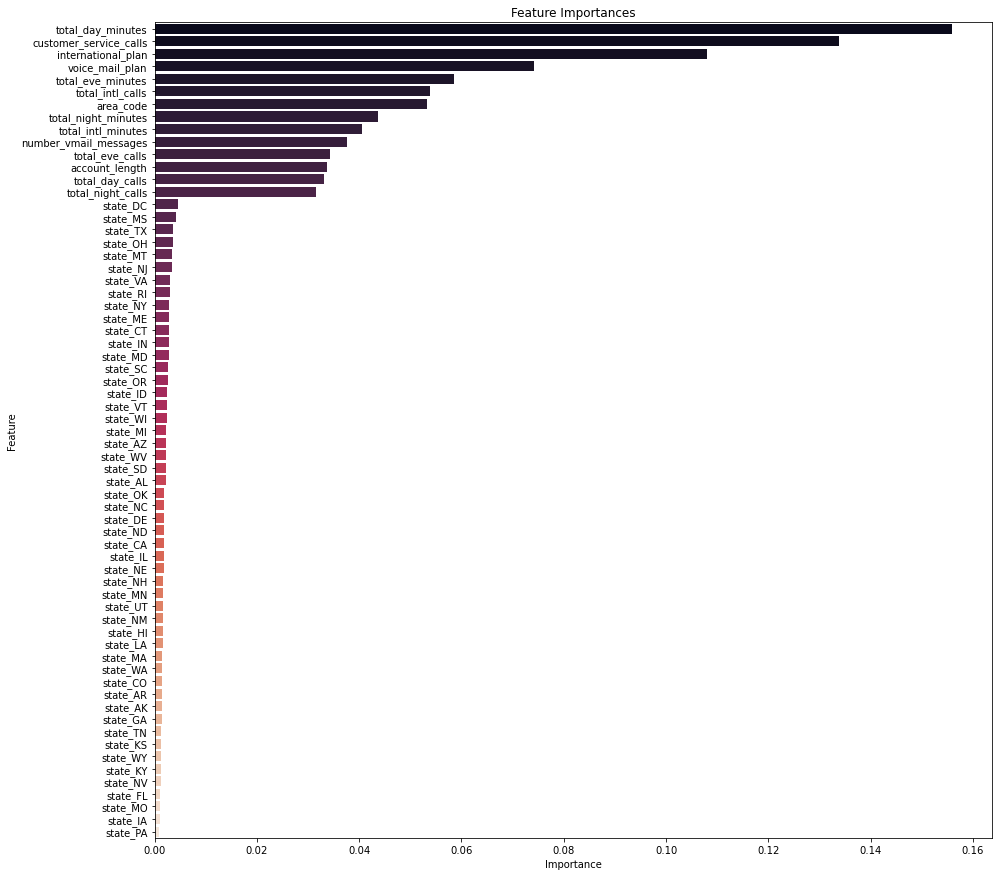 Feature Importances
total_day_minutes
customer_service_calls
international_plan
voice_mail_plan
total_eve_minutes
total_intl_calls
area_code
total_night_minutes
total_intl_minutes
number_vmail_messages
total_eve_calls
account_length
total_day_calls
total_night_calls
state_DC
state_MS
state_TX
state_OH
state_MT
state_NJ
state_VA
state_RI
state_NY
state_ME
state_CT
state_IN
state_MD
state_SC
state_OR
state_ID
state_VT
state_WI
state_MI
state_AZ
state_WV
state_SD
state_AL
state_OK
state_NC
state_DE
state_ND
state_CA
state_IL
state_NE
state_NH
state_MN
state_UT
state_NM
state_HI
state_LA
state_MA
state_WA
state_CO
state_AR
state_AK
state_GA
state_TN
state_KS
state_WY
state_KY
state_NV
state_FL
state_MO
state_IA
state_PA
Feature
0.00 0.02 0.04 0.06 0.08 0.10 0.12 0.14 0.16
Importance